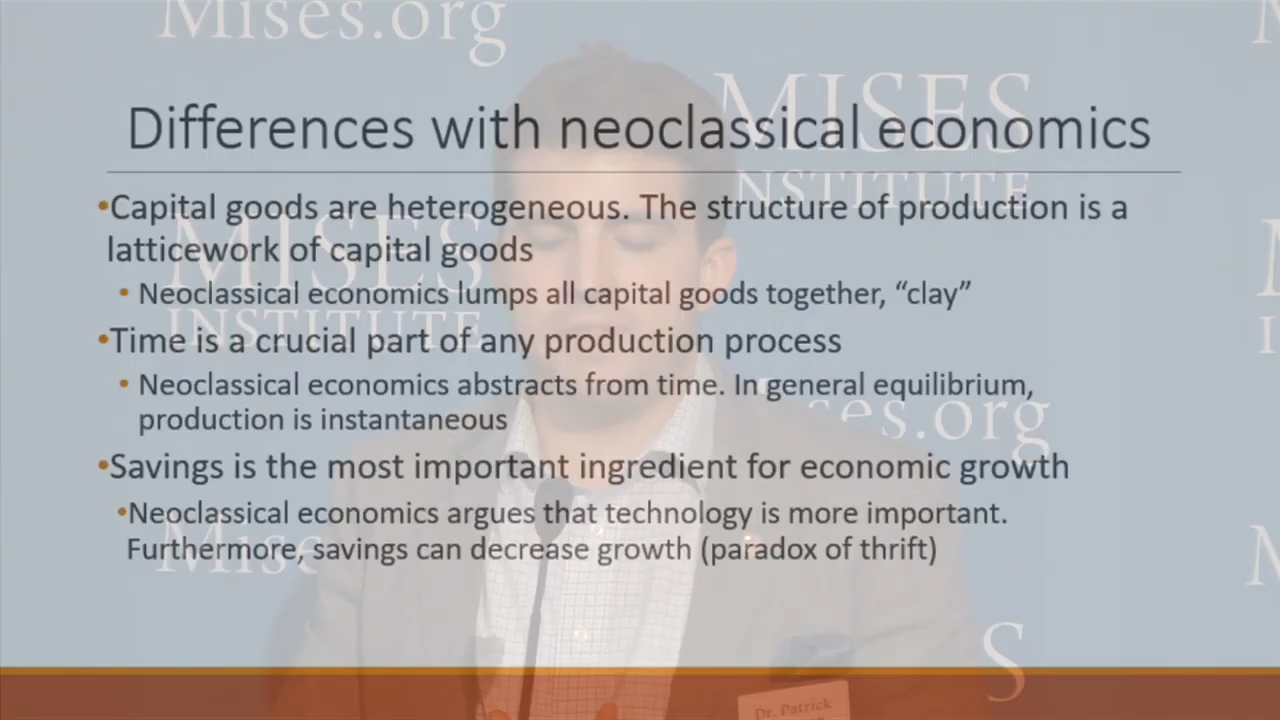 Mises.org
MISES
INSTITUTE
Differences with neoclassical economics
•Capital goods are heterogeneous. The structure of production is a
latticework of capital goods
• Neoclassical economics lumps all capital goods together, “clay”
MISES
INSTITUTE
•Time is a crucial part of any production process
• Neoclassical economics abstracts from time. In general equilibrium,
production is instantaneous
•Savings is the most important ingredient for economic growth
•Neoclassical economics argues that technology is more important.
Furthermore, savings can decrease growth (paradox of thrift)
Dr. Patrick